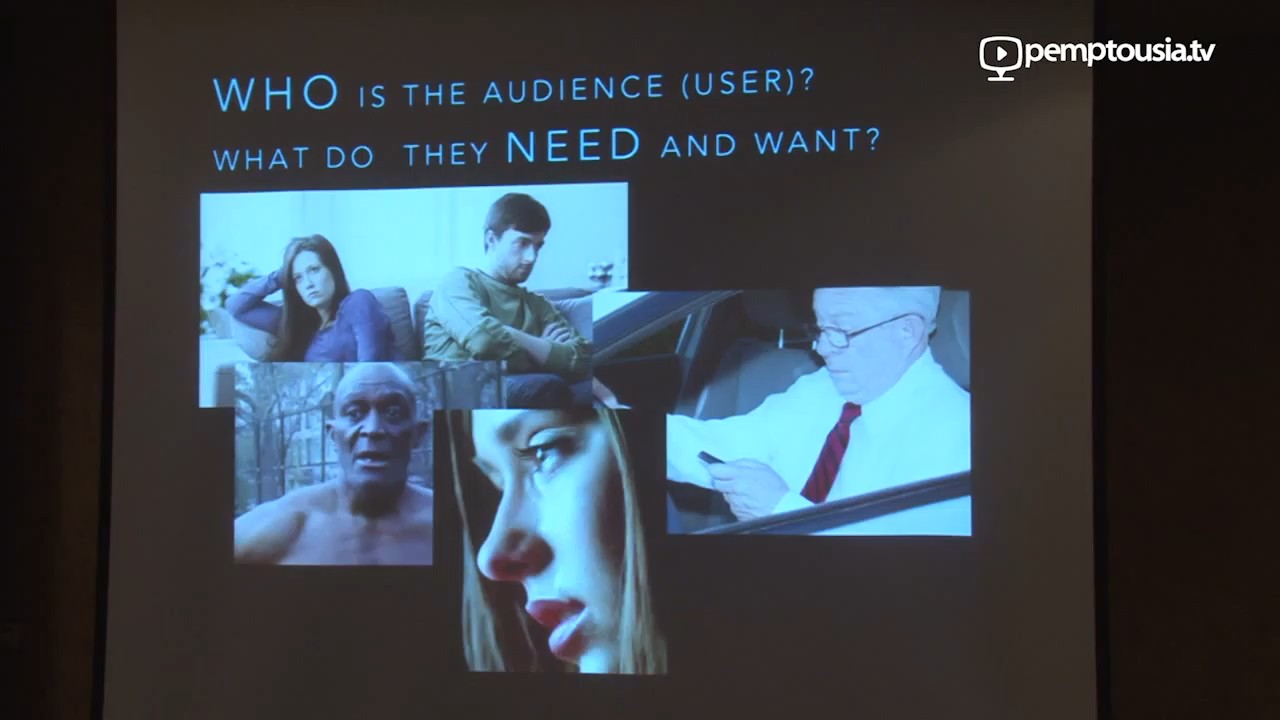 pemptousia.tv
WHO IS THE AUDIENCE (USER)?
WHAT DO THEY NEED AND WANT?